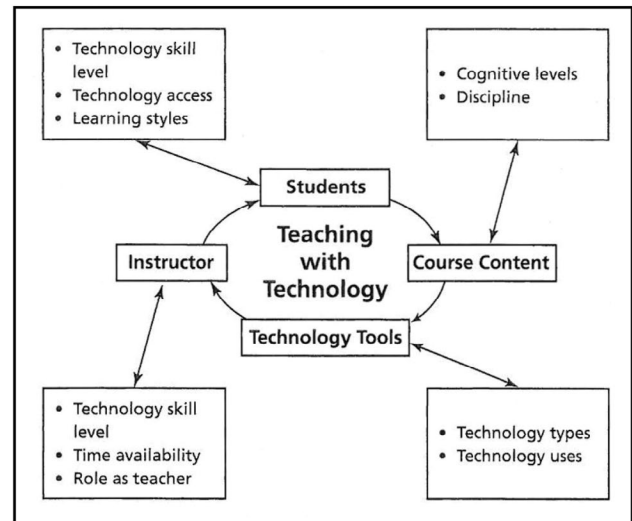 • Technology skill
level
• Technology access
• Learning styles
• Cognitive levels
• Discipline
Students
Teaching
with
Technology
Instructor
Course Content
Technology Tools
• Technology skill
level
• Time availability
• Role as teacher
• Technology types
• Technology uses